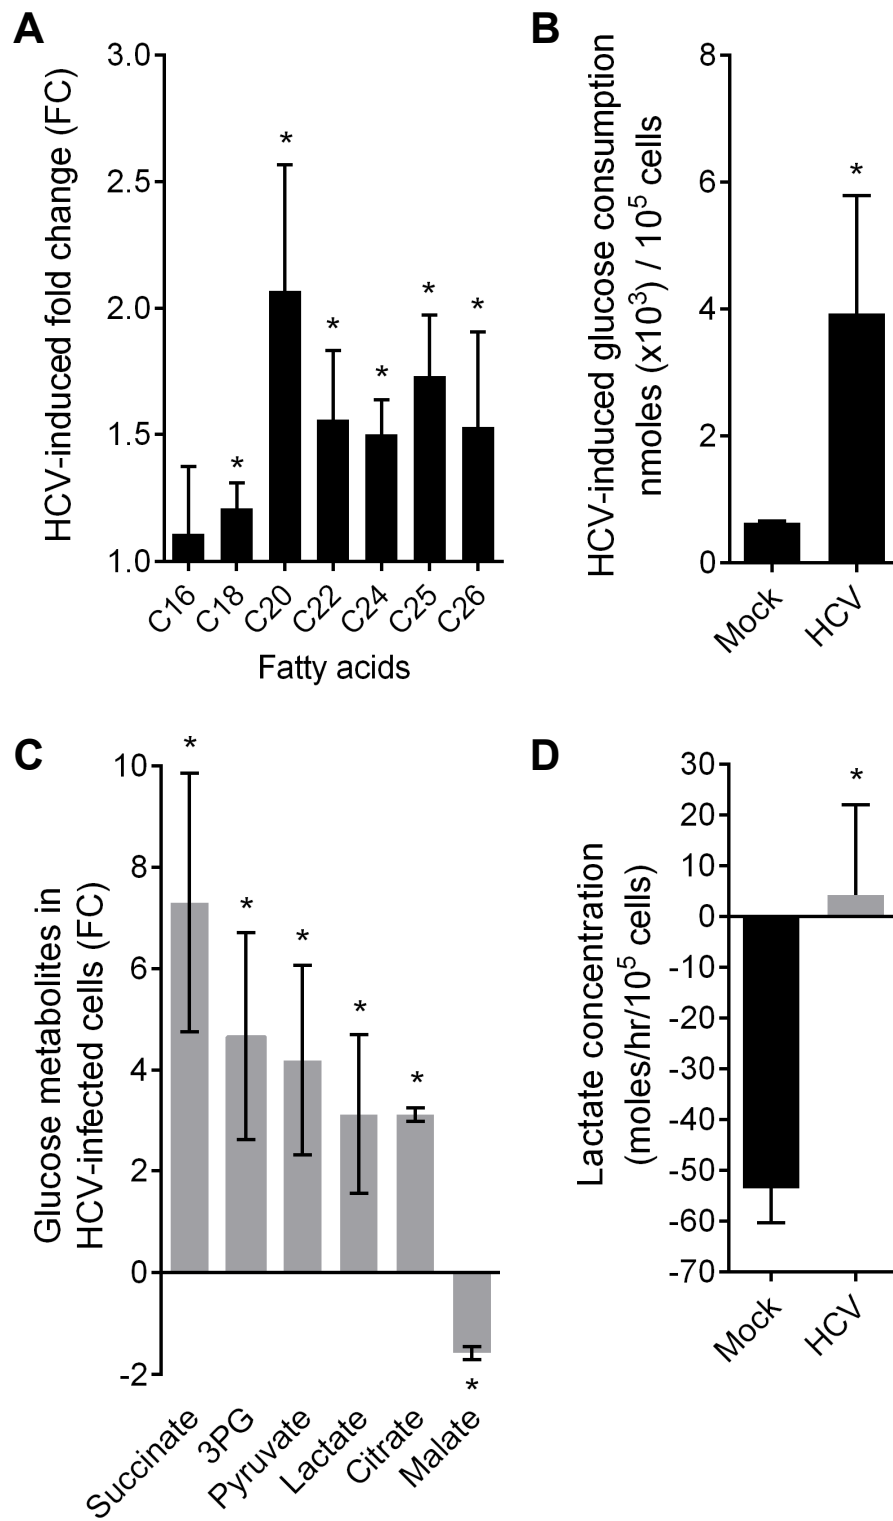 A
HCV-induced fold change (FC)
3.0
2.5
2.0
1.5
1.0
*
*
*
*
*
*
C16
C18
C20
C22
C24
C25
C26
Fatty acids
B
HCV-induced glucose consumption
nmoles (x10³) / 10⁵ cells
8
6
4
2
0
*
Mock
HCV
C
Glucose metabolites in
HCV-infected cells (FC)
10
8
6
4
2
0
-2
*
*
*
*
*
*
Succinate
3PG
Pyruvate
Lactate
Citrate
Malate
D
Lactate concentration
(moles/hr/10⁵ cells)
30
20
10
0
-10
-20
-30
-40
-50
-60
-70
*
Mock
HCV